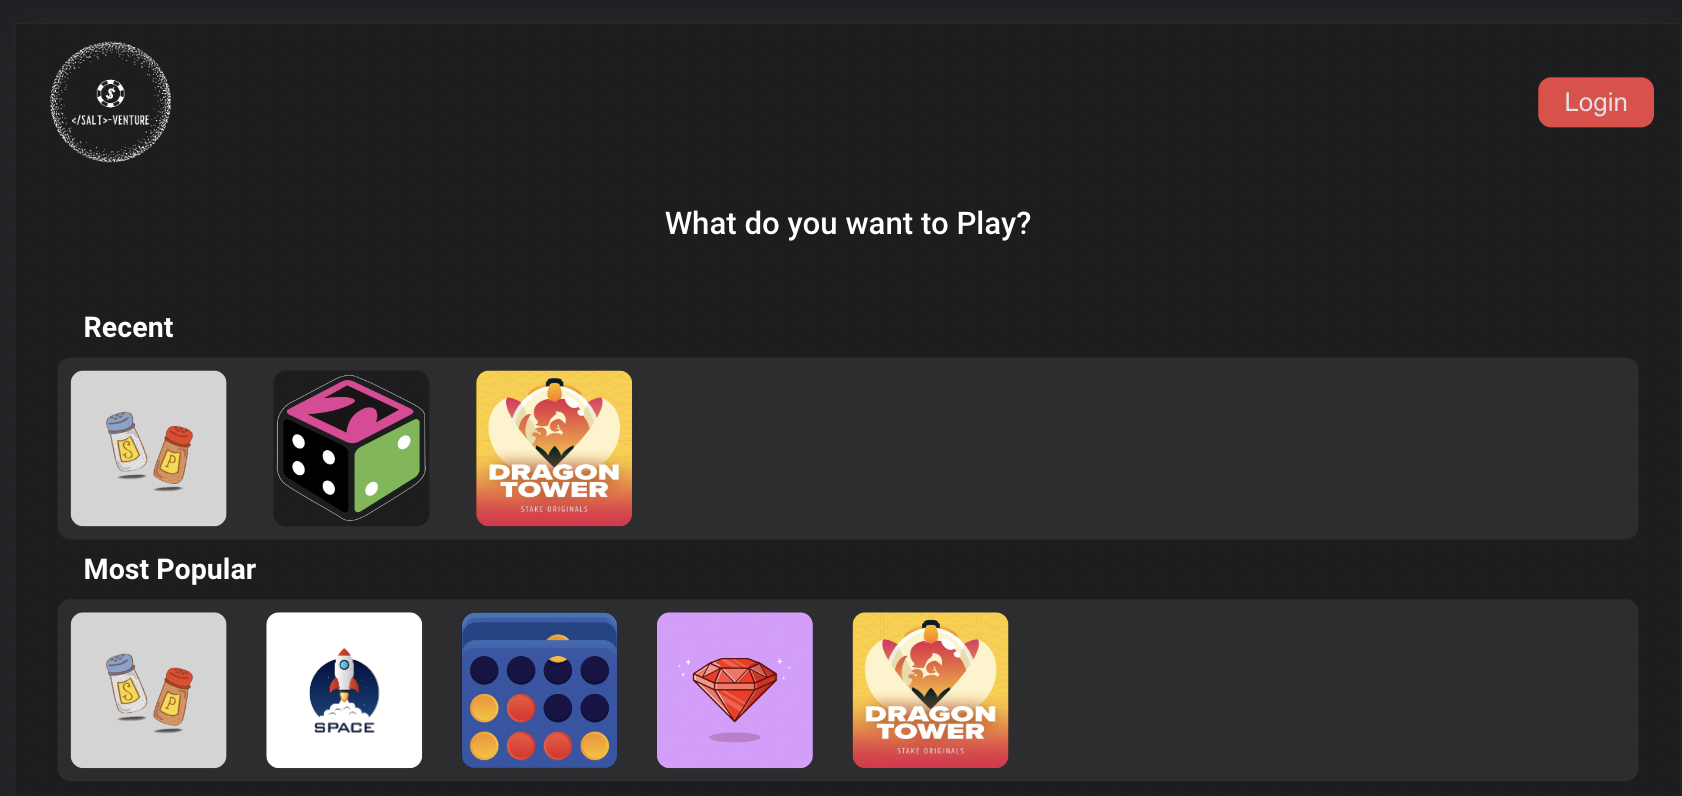 </SALT>-VENTURE
Login
What do you want to Play?
Recent
S
P
DRAGON
TOWER
STAKE ORIGINALS
Most Popular
S
P
SPACE
DRAGON
TOWER
STAKE ORIGINALS